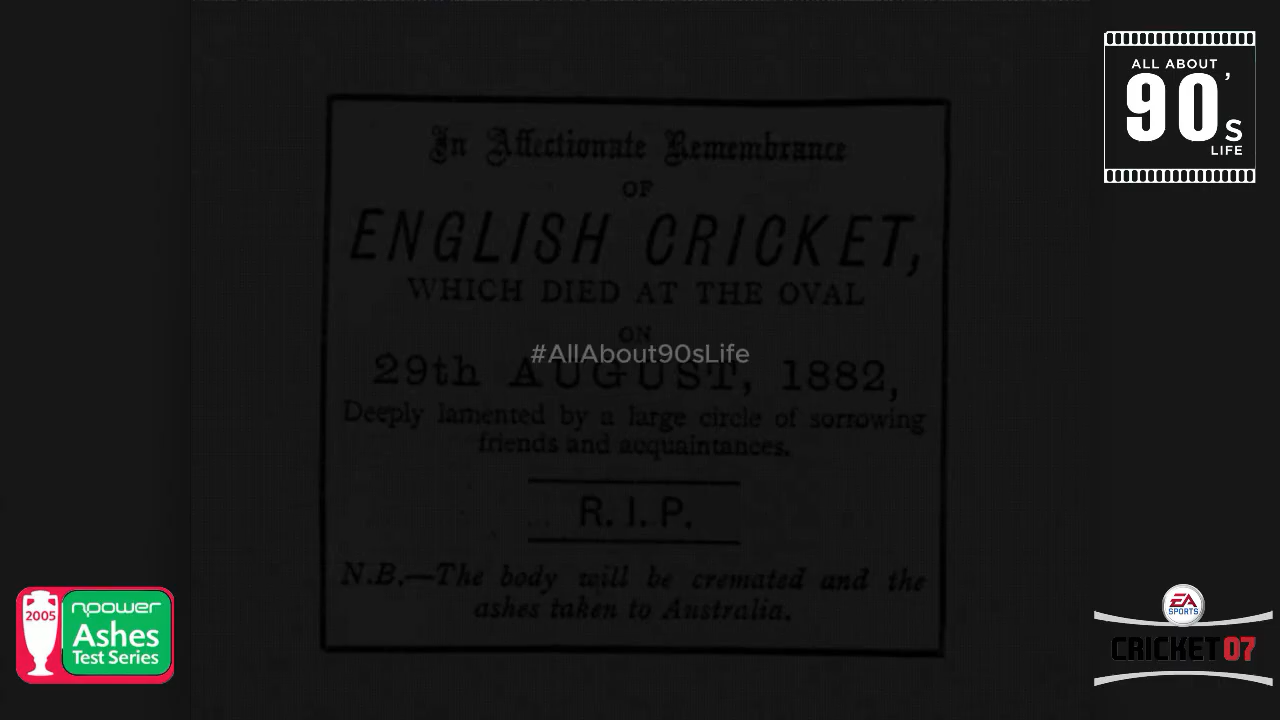 ALL ABOUT
90's
LIFE
In Affectionate Remembrance
OF
ENGLISH CRICKET,
WHICH DIED AT THE OVAL
ON
#AllAbout90sLife
29th AUGUST, 1882,
Deeply lamented by a large circle of sorrowing
friends and acquaintances.
R. I. P.
N.B.—The body will be cremated and the
ashes taken to Australia.
2005
npower
Ashes
Test Series
EA
SPORTS
CRICKET 07